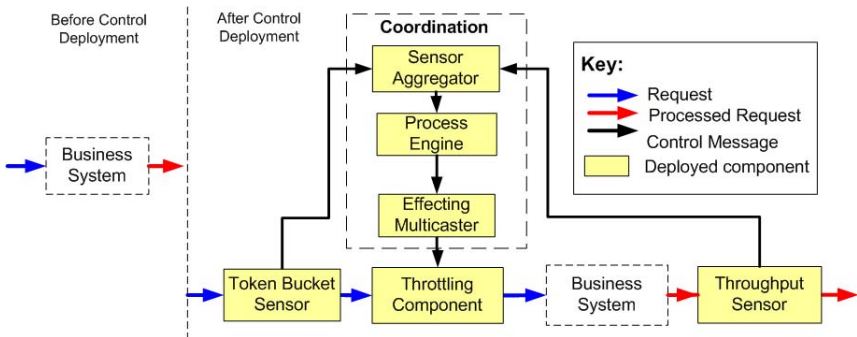 Before Control
Deployment
After Control
Deployment
Coordination
Sensor
Aggregator
Process
Engine
Effecting
Multicaster
Key:
Request
Processed Request
Control Message
Deployed component
Business
System
Token Bucket
Sensor
Throttling
Component
Business
System
Throughput
Sensor